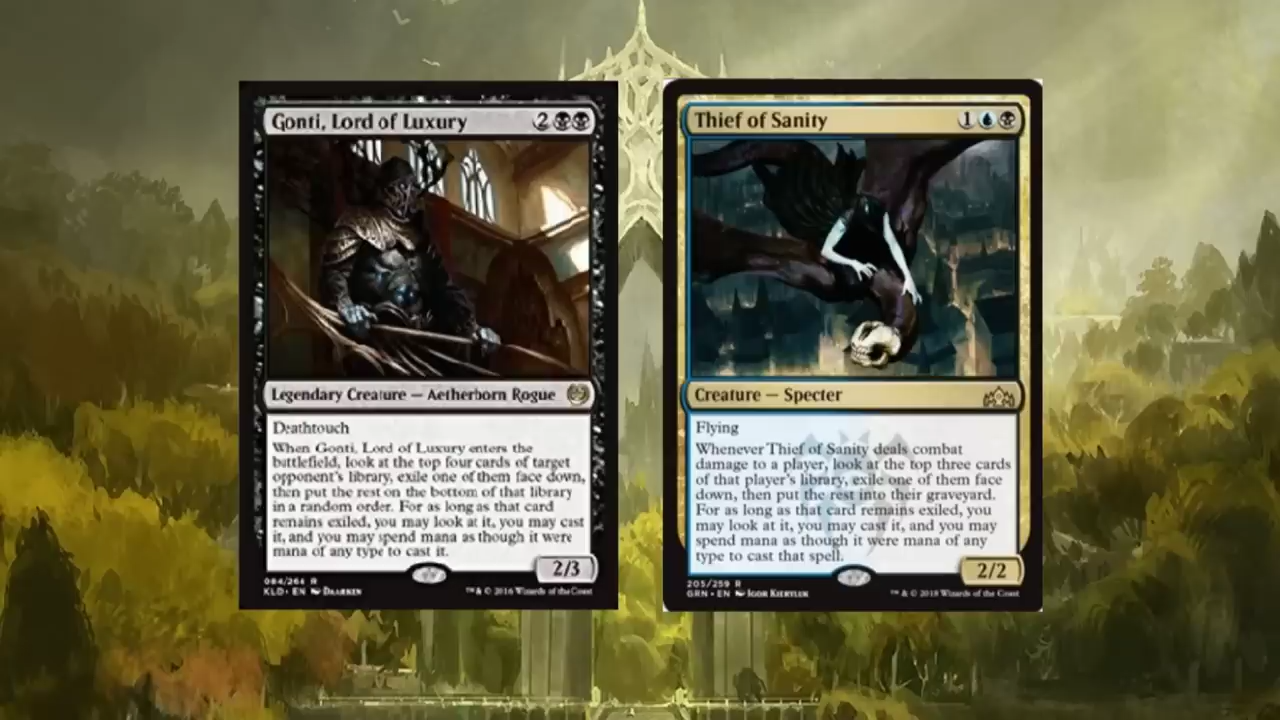 Gonti, Lord of Luxury 2
Legendary Creature — Aetherborn Rogue
Deathtouch
When Gonti, Lord of Luxury enters the
battlefield, look at the top four cards of target
opponent's library, exile one of them face down,
then put the rest on the bottom of that library
in a random order. For as long as that card
remains exiled, you may look at it, you may cast
it, and you may spend mana as though it were
mana of any type to cast it.
2/3
084/264 R
KLD • EN Daarken
™ & © 2016 Wizards of the Coast
Thief of Sanity 1
Creature — Specter
Flying
Whenever Thief of Sanity deals combat
damage to a player, look at the top three cards
of that player's library, exile one of them face
down, then put the rest into their graveyard.
For as long as that card remains exiled, you
may look at it, you may cast it, and you may
spend mana as though it were mana of any
type to cast that spell.
2/2
205/259 R
GRN • EN Igor Kieryluk
™ & © 2018 Wizards of the Coast